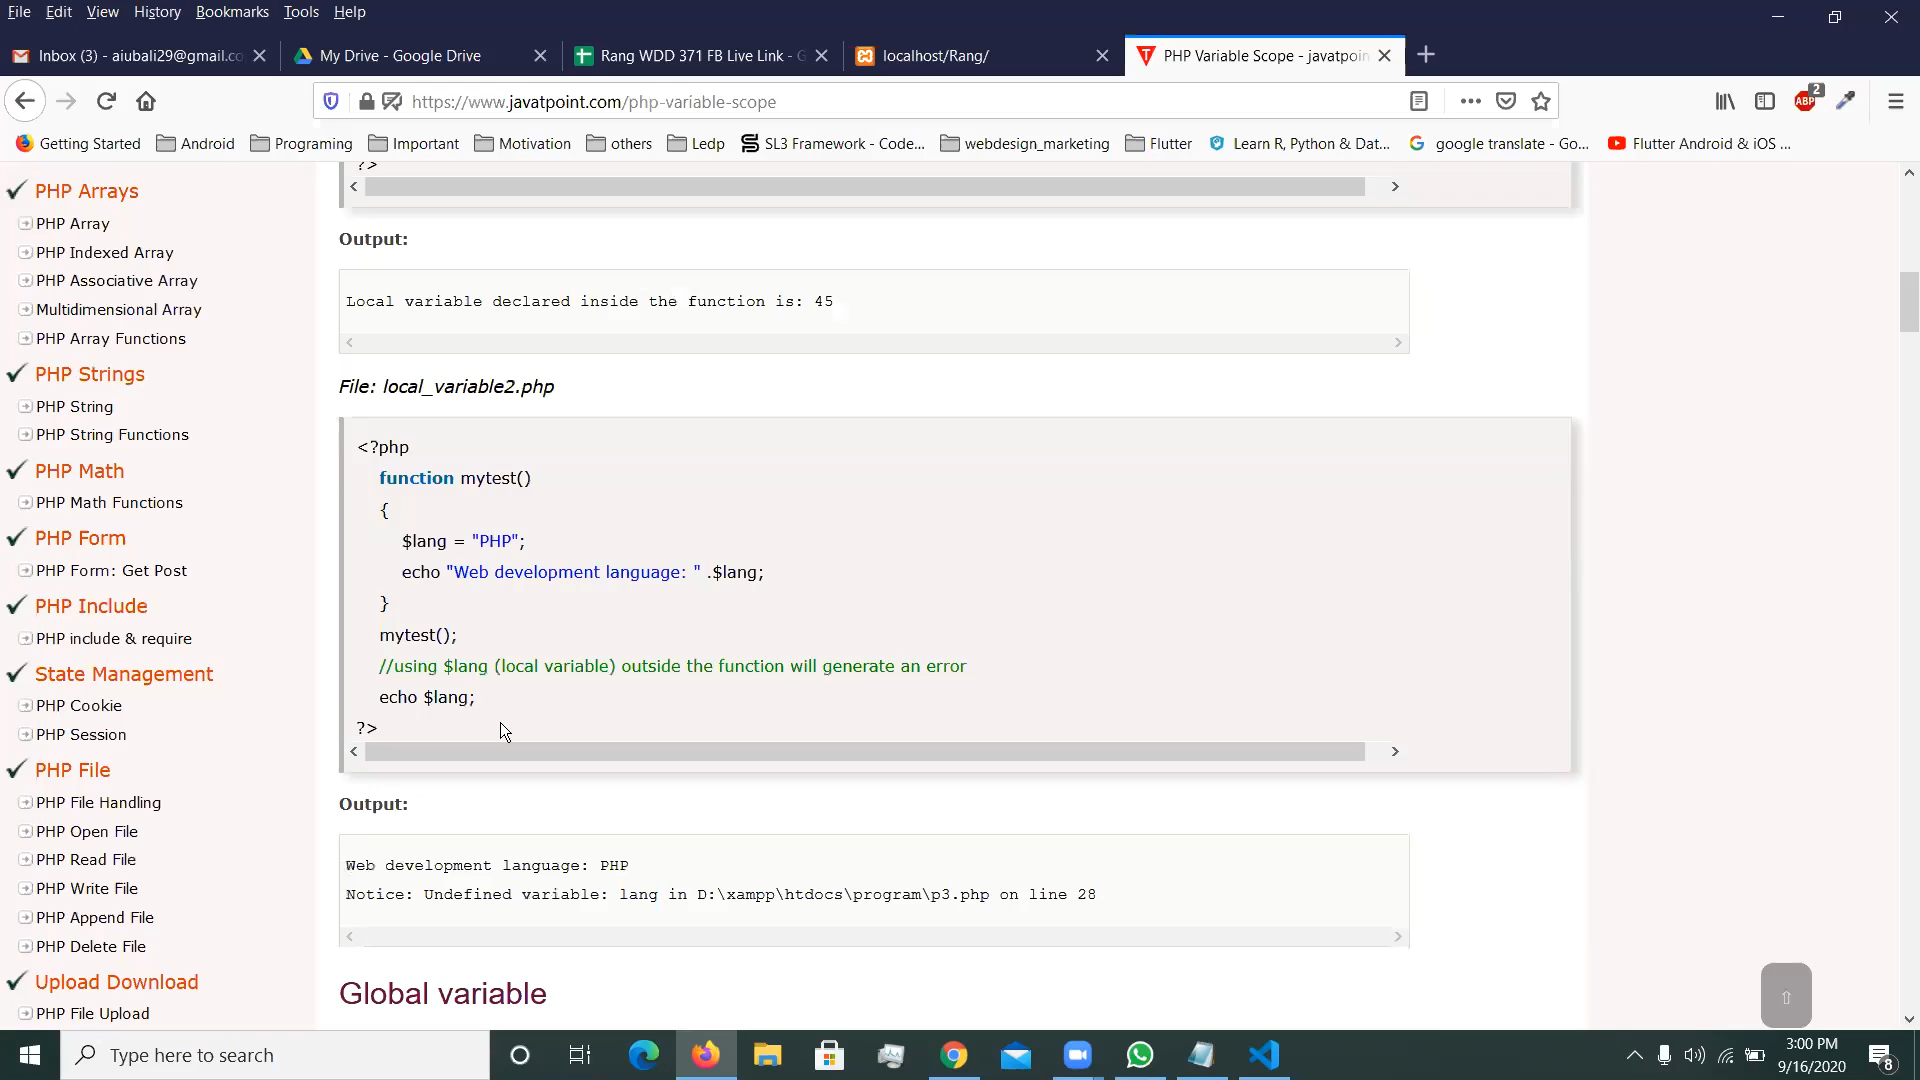 File Edit View History Bookmarks Tools Help
Inbox (3) - aiubali29@gmail.co My Drive - Google Drive Rang WDD 371 FB Live Link - G localhost/Rang/ PHP Variable Scope - javatpoin
https://www.javatpoint.com/php-variable-scope ABP 2
Getting Started Android Programing Important Motivation others Ledp SL3 Framework - Code... webdesign_marketing Flutter Learn R, Python & Dat... google translate - Go... Flutter Android & iOS ...
PHP Arrays
PHP Array
PHP Indexed Array
PHP Associative Array
Multidimensional Array
PHP Array Functions
PHP Strings
PHP String
PHP String Functions
PHP Math
PHP Math Functions
PHP Form
PHP Form: Get Post
PHP Include
PHP include & require
State Management
PHP Cookie
PHP Session
PHP File
PHP File Handling
PHP Open File
PHP Read File
PHP Write File
PHP Append File
PHP Delete File
Upload Download
PHP File Upload
?>
Output:
Local variable declared inside the function is: 45
File: local_variable2.php
<?php
function mytest()
{
$lang = "PHP";
echo "Web development language: " .$lang;
}
mytest();
//using $lang (local variable) outside the function will generate an error
echo $lang;
?>
Output:
Web development language: PHP
Notice: Undefined variable: lang in D:\xampp\htdocs\program\p3.php on line 28
Global variable
Type here to search
3:00 PM
9/16/2020
8